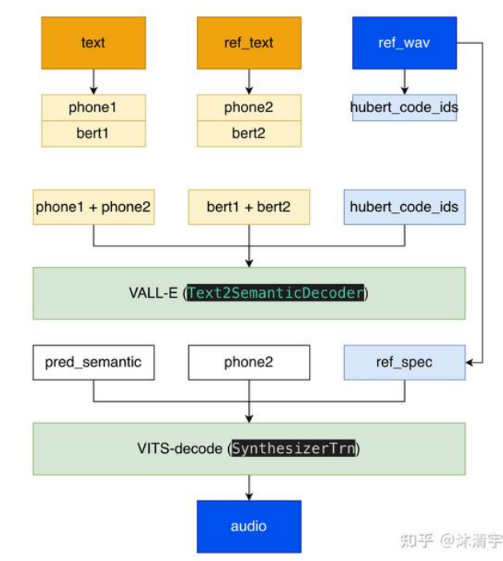 text
ref_text
ref_wav
phone1
phone2
hubert_code_ids
bert1
bert2
phone1 + phone2
bert1 + bert2
hubert_code_ids
VALL-E (Text2SemanticDecoder)
pred_semantic
phone2
ref_spec
VITS-decode (SynthesizerTrn)
audio
知乎 @沐清宇